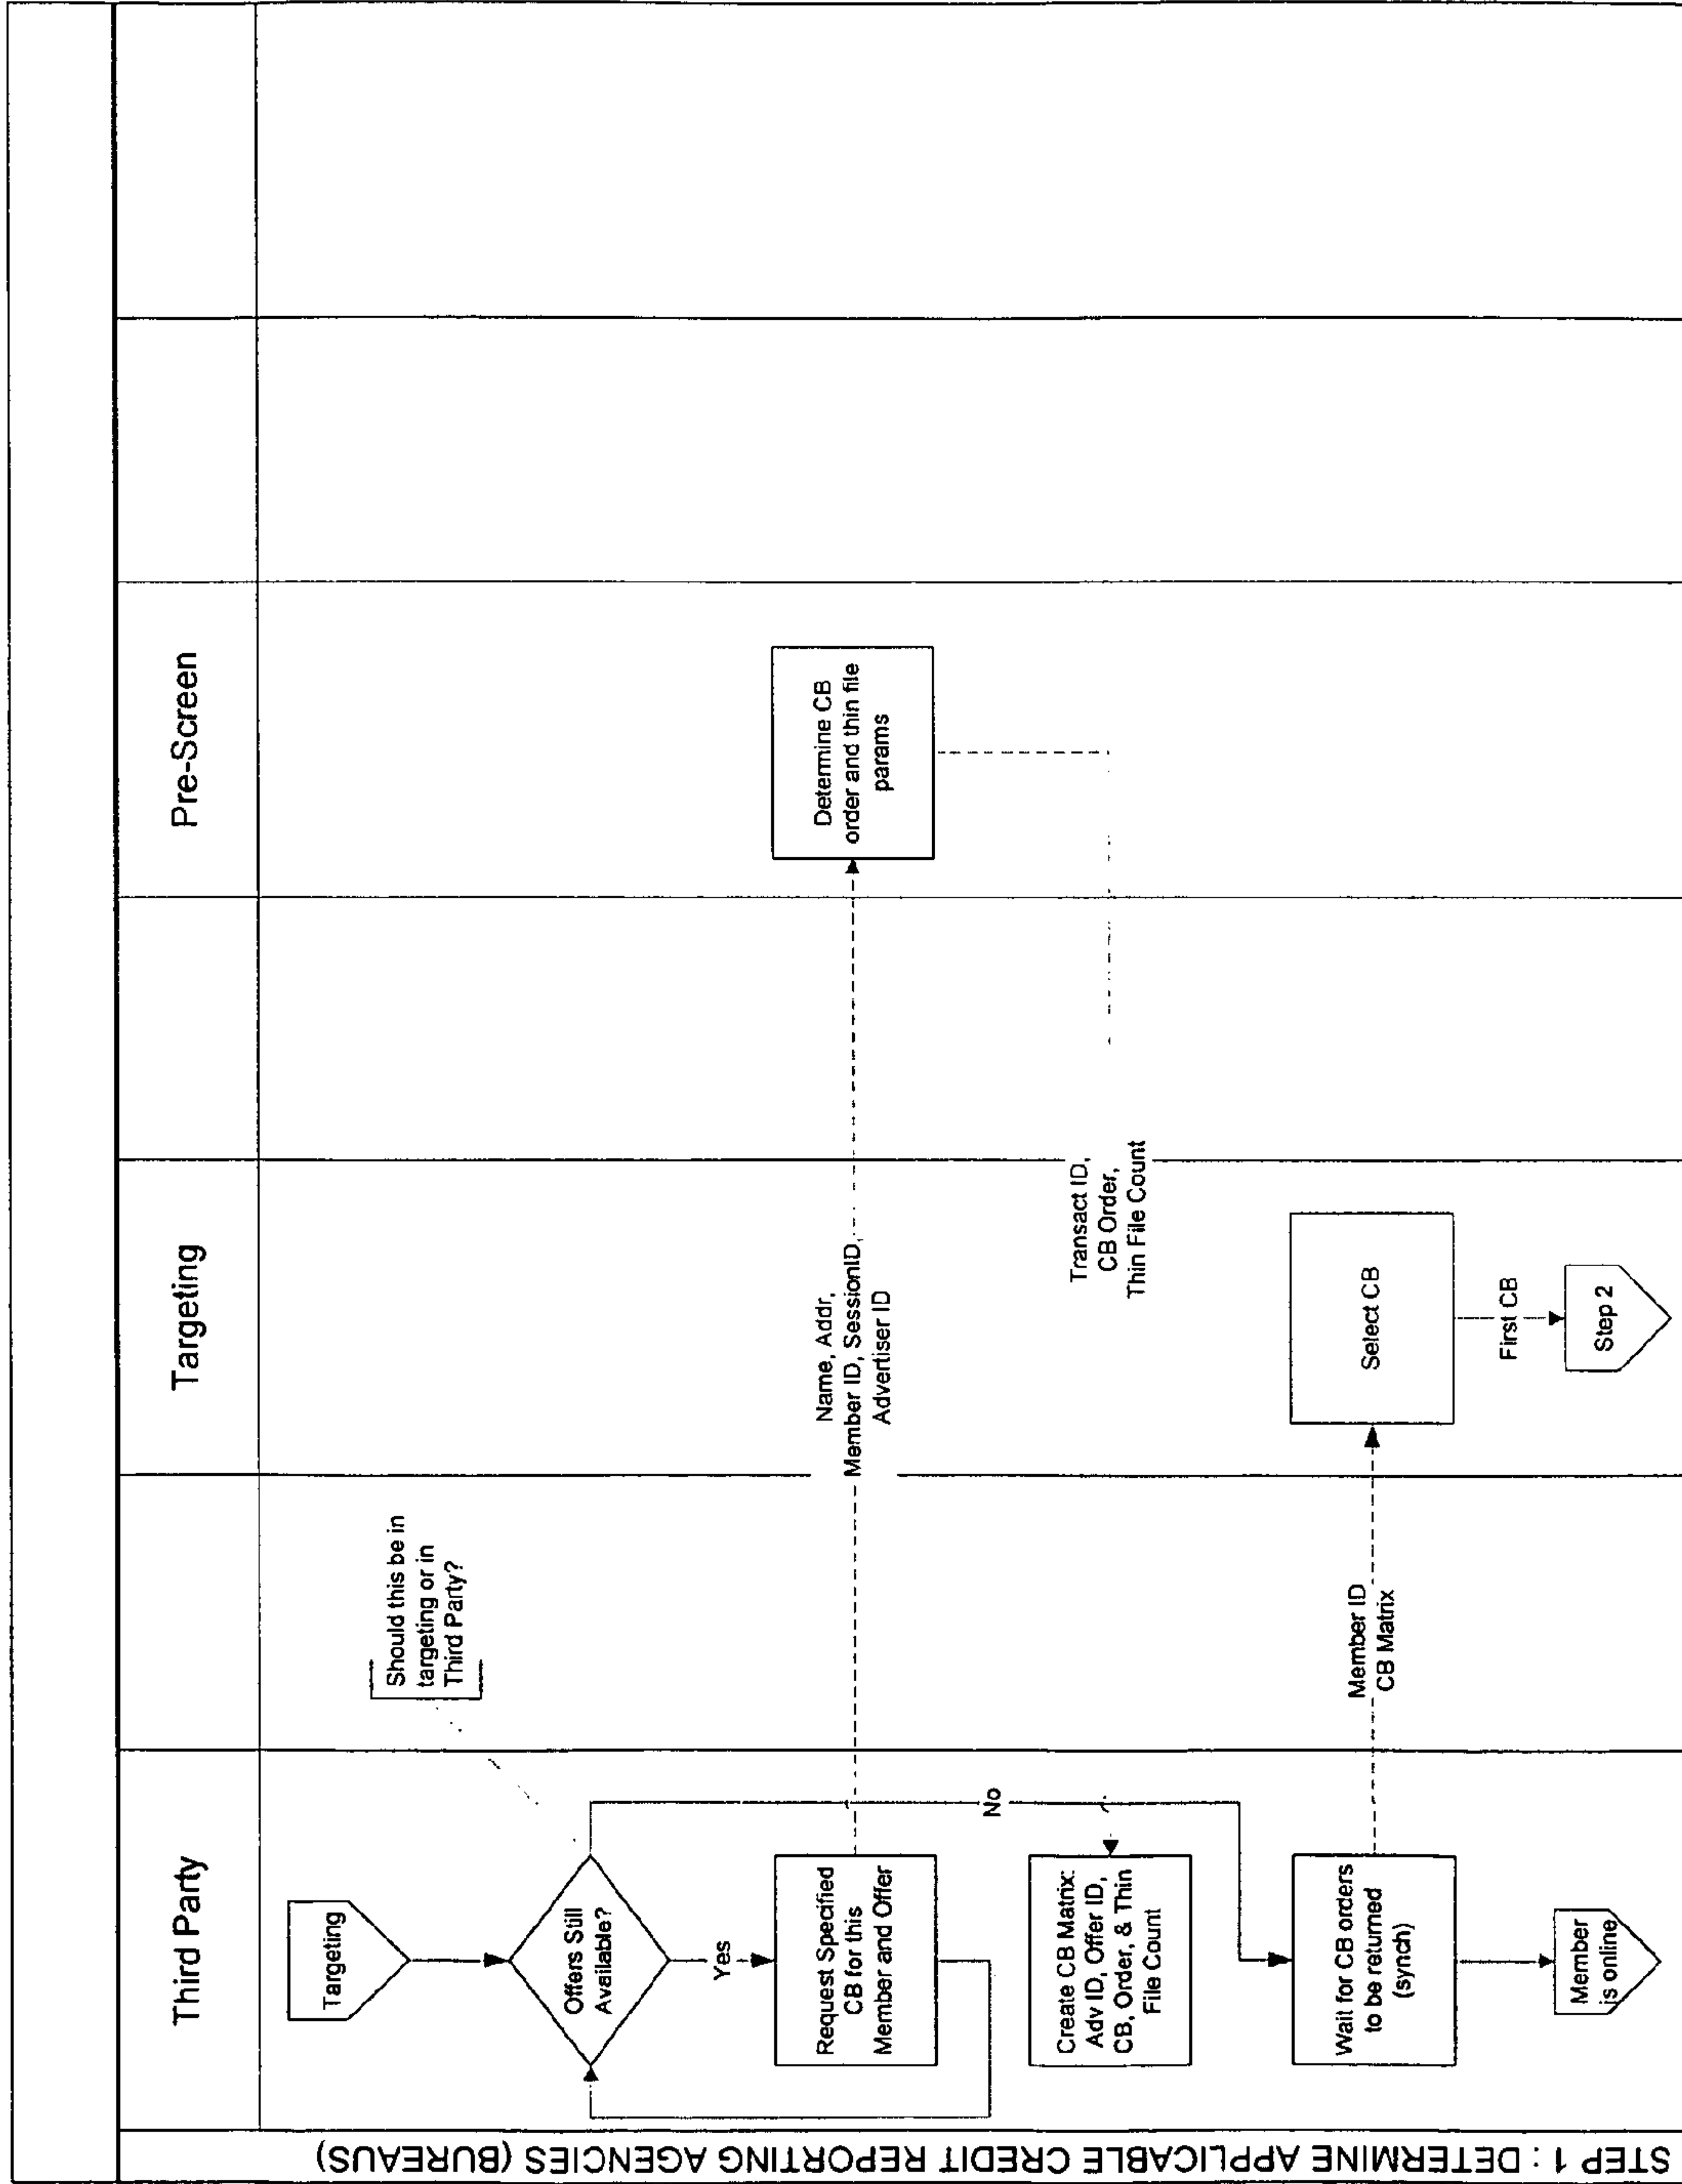 STEP 1 : DETERMINE APPLICABLE CREDIT REPORTING AGENCIES (BUREAUS)
Third Party
Targeting
Pre-Screen
Targeting
Should this be in
targeting or in
Third Party?
Offers Still
Available?
Yes
Request Specified
CB for this
Member and Offer
Name, Addr,
Member ID, SessionID,
Advertiser ID
Determine CB
order and thin file
params
No
Transact ID,
CB Order,
Thin File Count
Create CB Matrix:
Adv ID, Offer ID,
CB, Order, & Thin
File Count
Wait for CB orders
to be returned
(synch)
Member ID
CB Matrix
Select CB
First CB
Step 2
Member
is online